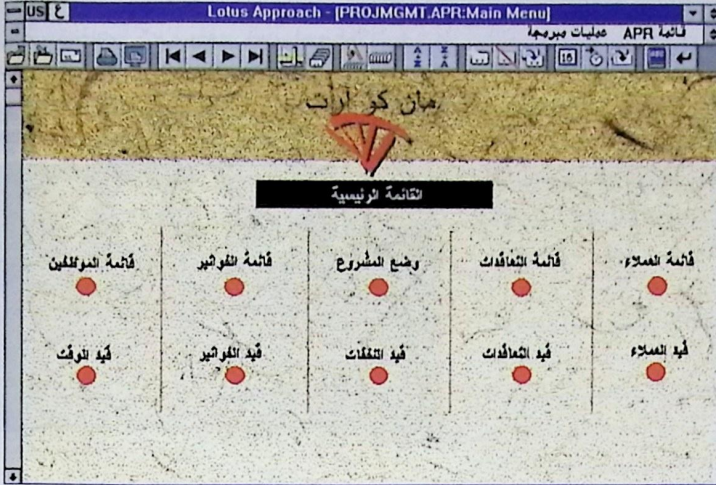 US ع Lotus Approach - [PROJMGMT.APR:Main Menu]
قائمة APR عمليات مبرمجة
مان كو ارت
القائمة الرئيسية
قائمة العملاء قائمة التعاقدات وضع المشروع قائمة الفواتير قائمة الموظفين
قيد العملاء قيد التعاقدات قيد النفقات قيد الفواتير قيد الوقت